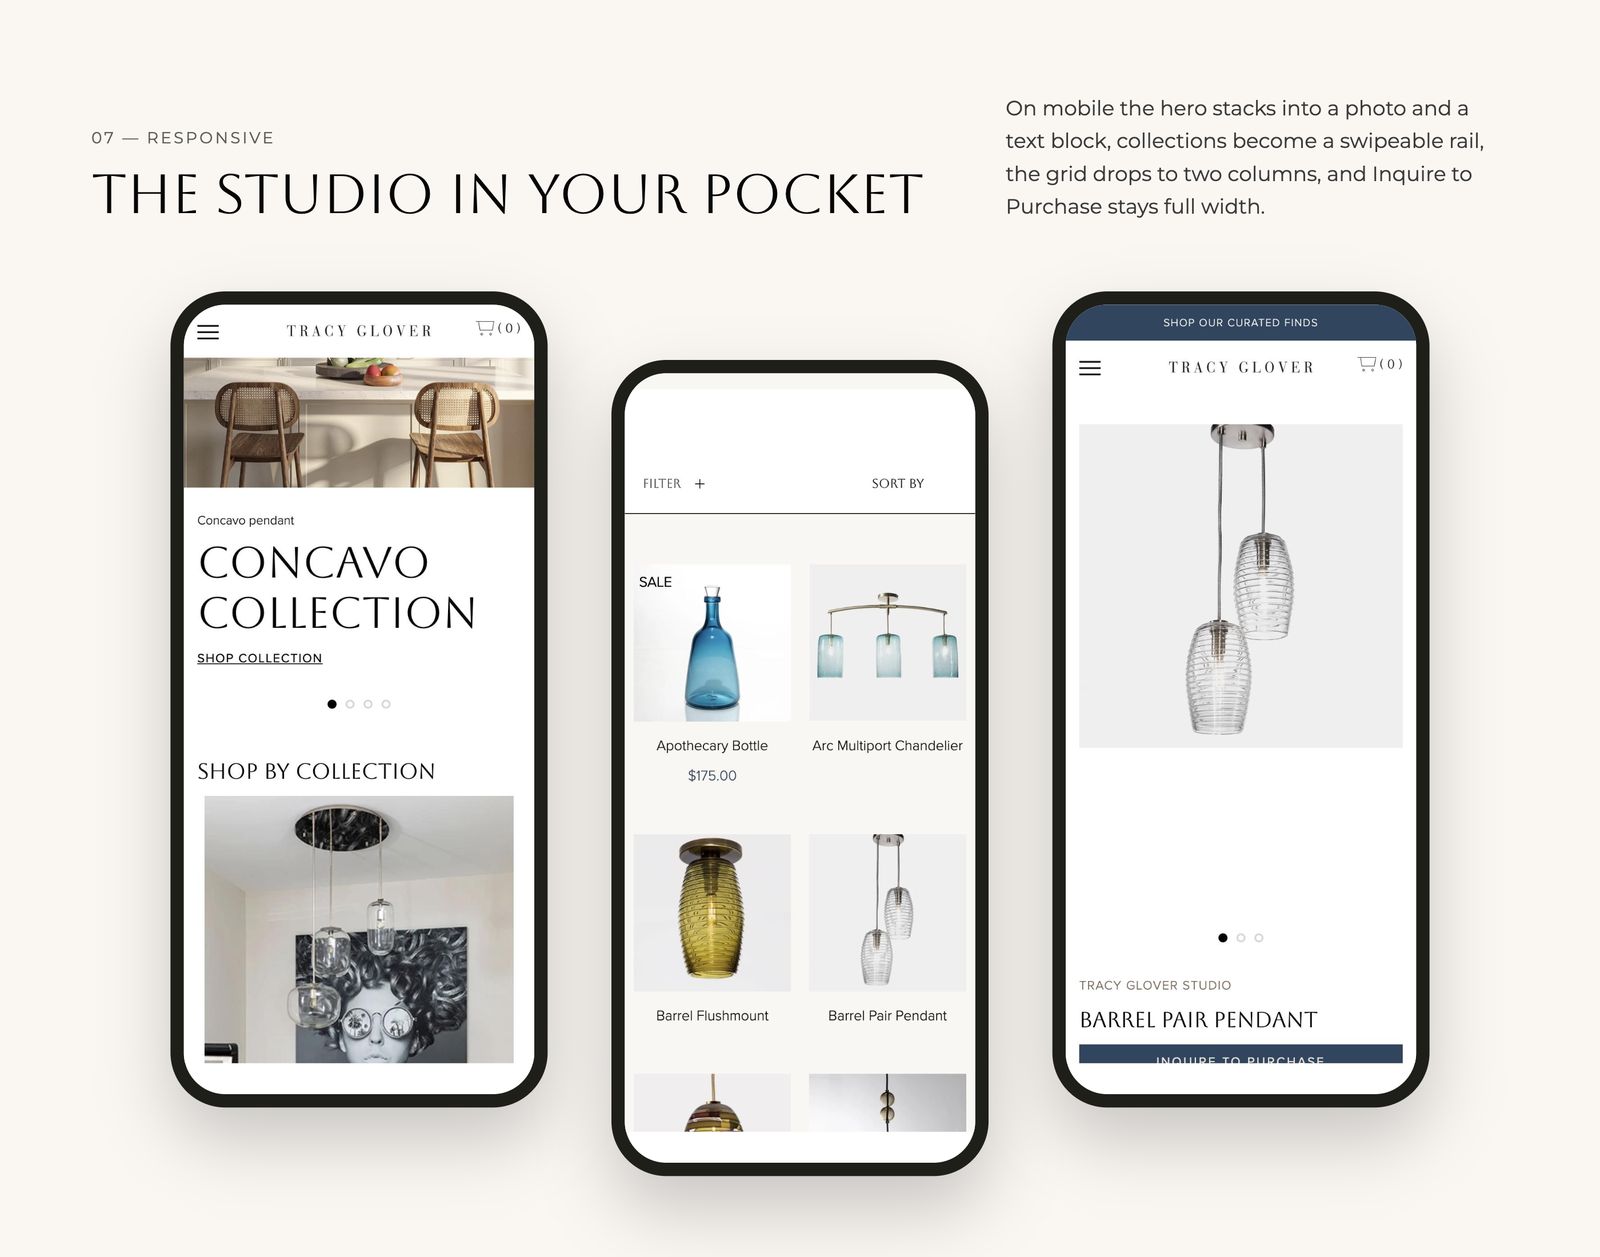 07 — RESPONSIVE
THE STUDIO IN YOUR POCKET
On mobile the hero stacks into a photo and a
text block, collections become a swipeable rail,
the grid drops to two columns, and Inquire to
Purchase stays full width.
TRACY GLOVER
(0)
Concavo pendant
CONCAVO
COLLECTION
SHOP COLLECTION
SHOP BY COLLECTION
FILTER +
SORT BY
SALE
Apothecary Bottle
Arc Multiport Chandelier
$175.00
Barrel Flushmount
Barrel Pair Pendant
SHOP OUR CURATED FINDS
TRACY GLOVER
(0)
TRACY GLOVER STUDIO
BARREL PAIR PENDANT
INQUIRE TO PURCHASE